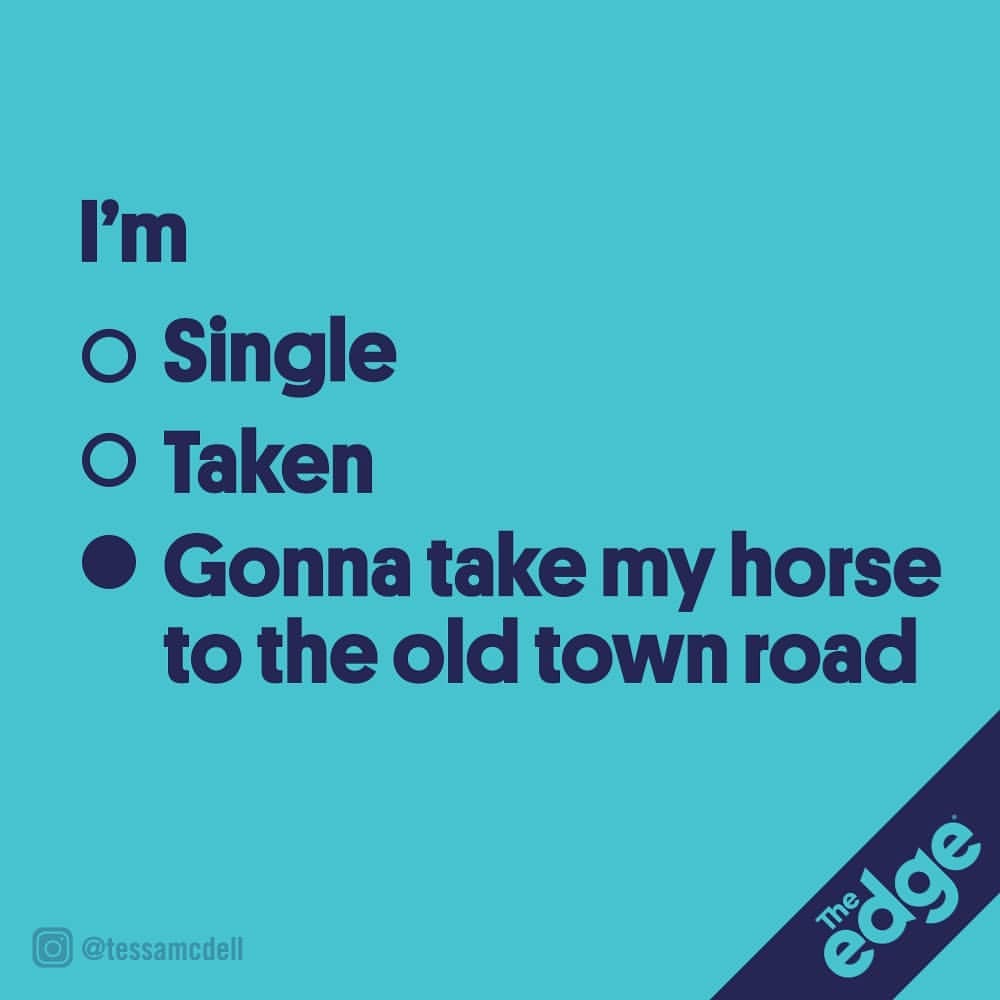 I'm
Single
Taken
Gonna take my horse
to the old town road
The
edge
@tessamcdell